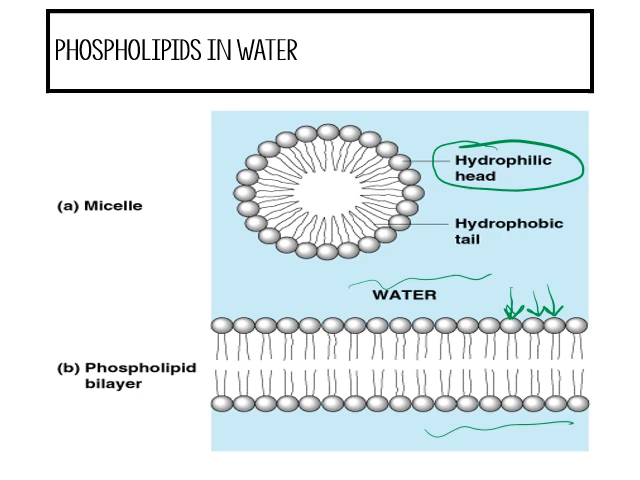 PHOSPHOLIPIDS IN WATER
Hydrophilic
head
(a) Micelle
Hydrophobic
tail
WATER
(b) Phospholipid
bilayer